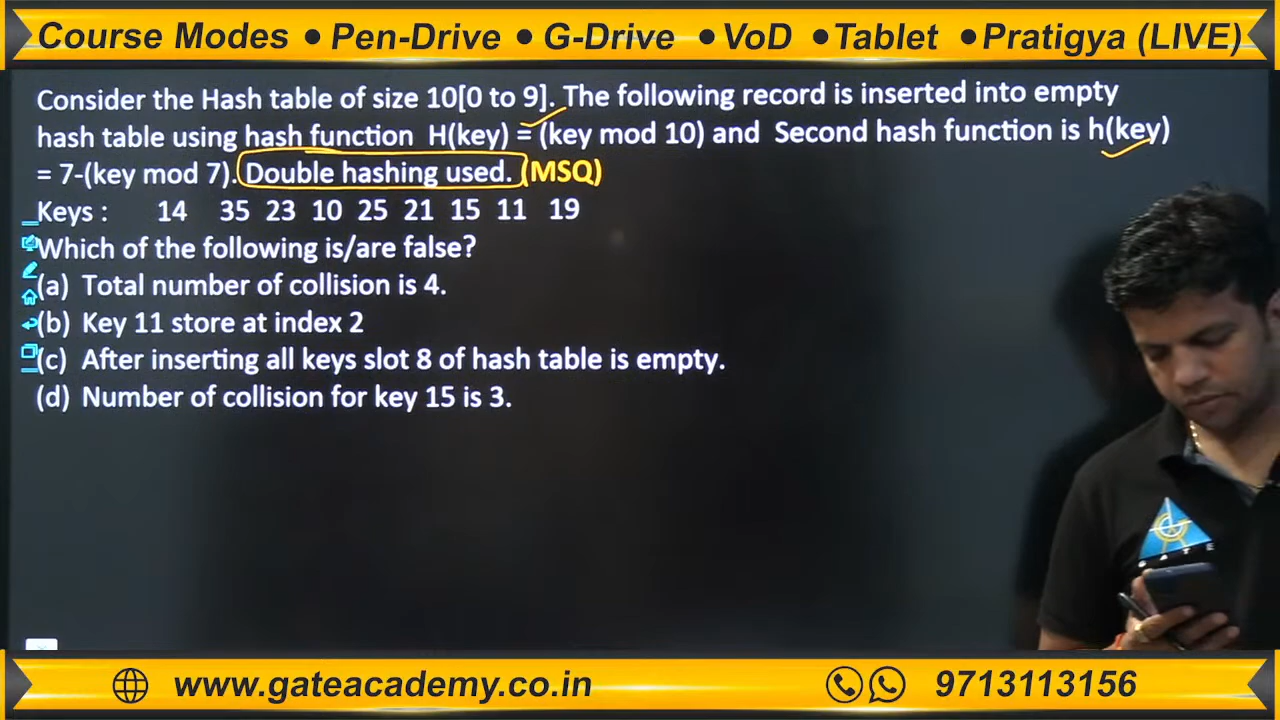 Course Modes ● Pen-Drive ● G-Drive ● VoD ● Tablet ● Pratigya (LIVE)
Consider the Hash table of size 10[0 to 9]. The following record is inserted into empty
hash table using hash function H(key) = (key mod 10) and Second hash function is h(key)
= 7-(key mod 7). Double hashing used. (MSQ)
Keys : 14 35 23 10 25 21 15 11 19
Which of the following is/are false?
(a) Total number of collision is 4.
(b) Key 11 store at index 2
(c) After inserting all keys slot 8 of hash table is empty.
(d) Number of collision for key 15 is 3.
GATE
www.gateacademy.co.in 9713113156